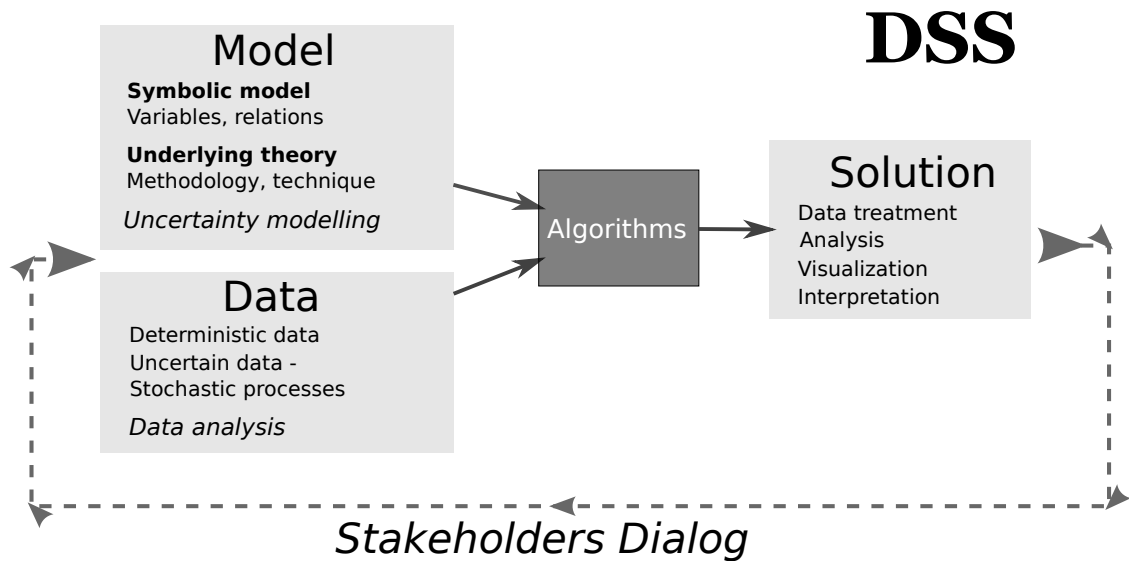 DSS
Model
Symbolic model
Variables, relations
Underlying theory
Methodology, technique
Uncertainty modelling
Data
Deterministic data
Uncertain data -
Stochastic processes
Data analysis
Algorithms
Solution
Data treatment
Analysis
Visualization
Interpretation
Stakeholders Dialog